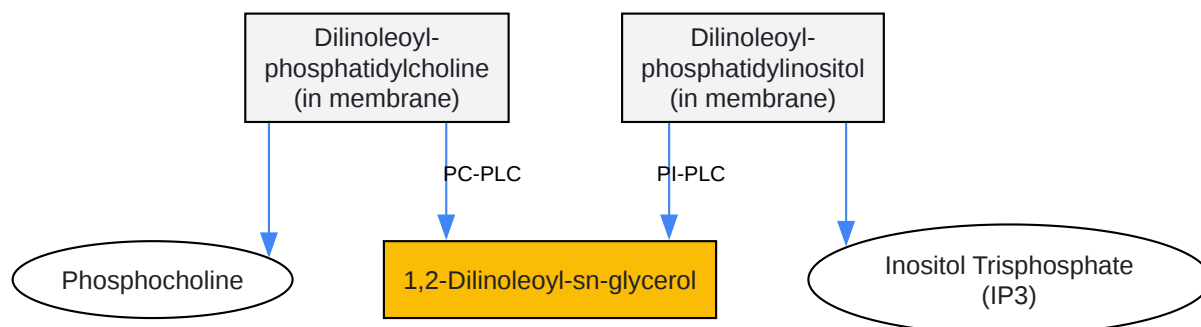 Dilinoleoyl-
phosphatidylcholine
(in membrane)
Dilinoleoyl-
phosphatidylinositol
(in membrane)
PC-PLC
PI-PLC
Phosphocholine
1,2-Dilinoleoyl-sn-glycerol
Inositol Trisphosphate
(IP3)